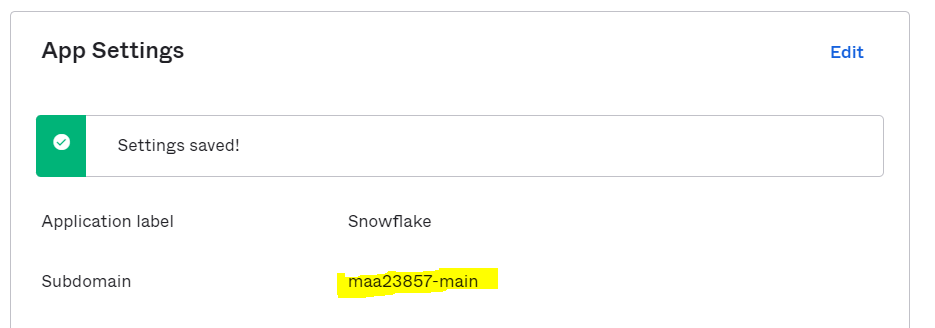 App Settings
Edit
Settings saved!
Application label
Snowflake
Subdomain
maa23857-main